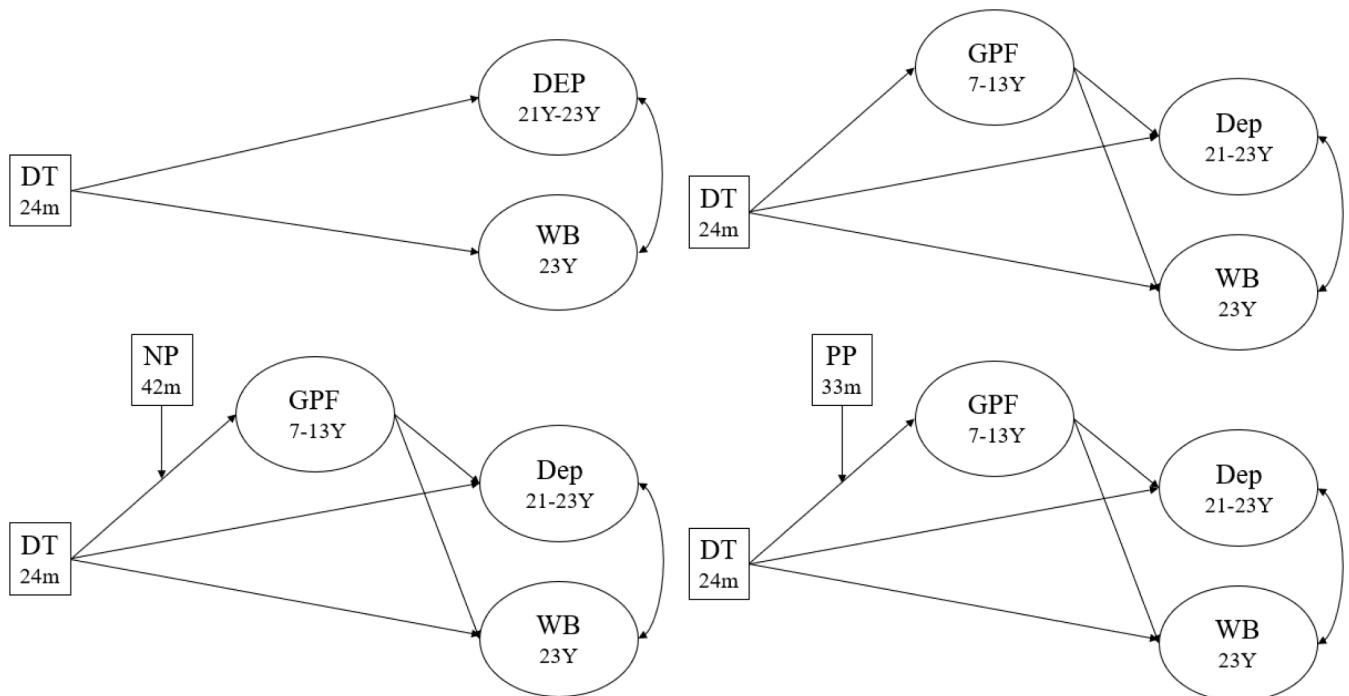 DEP
21Y-23Y
DT
24m
WB
23Y
GPF
7-13Y
Dep
21-23Y
DT
24m
WB
23Y
NP
42m
GPF
7-13Y
Dep
21-23Y
DT
24m
WB
23Y
PP
33m
GPF
7-13Y
Dep
21-23Y
DT
24m
WB
23Y